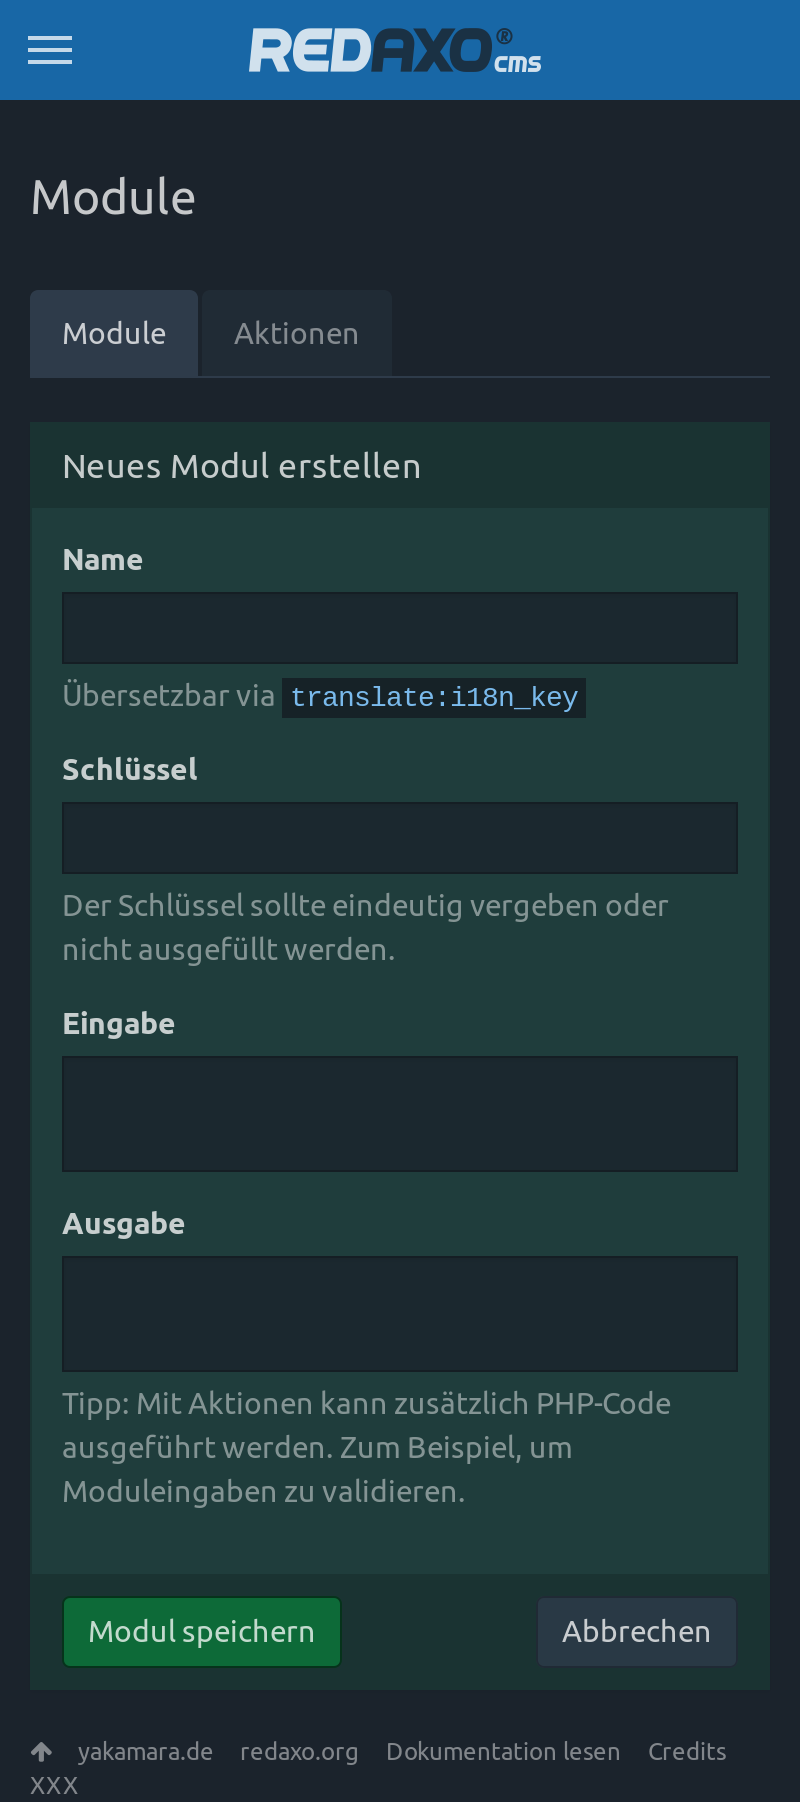 REDAXO® cms
Module
Module Aktionen
Neues Modul erstellen
Name
Übersetzbar via translate:i18n_key
Schlüssel
Der Schlüssel sollte eindeutig vergeben oder
nicht ausgefüllt werden.
Eingabe
Ausgabe
Tipp: Mit Aktionen kann zusätzlich PHP-Code
ausgeführt werden. Zum Beispiel, um
Moduleingaben zu validieren.
Modul speichern Abbrechen
yakamara.de redaxo.org Dokumentation lesen Credits
XXX